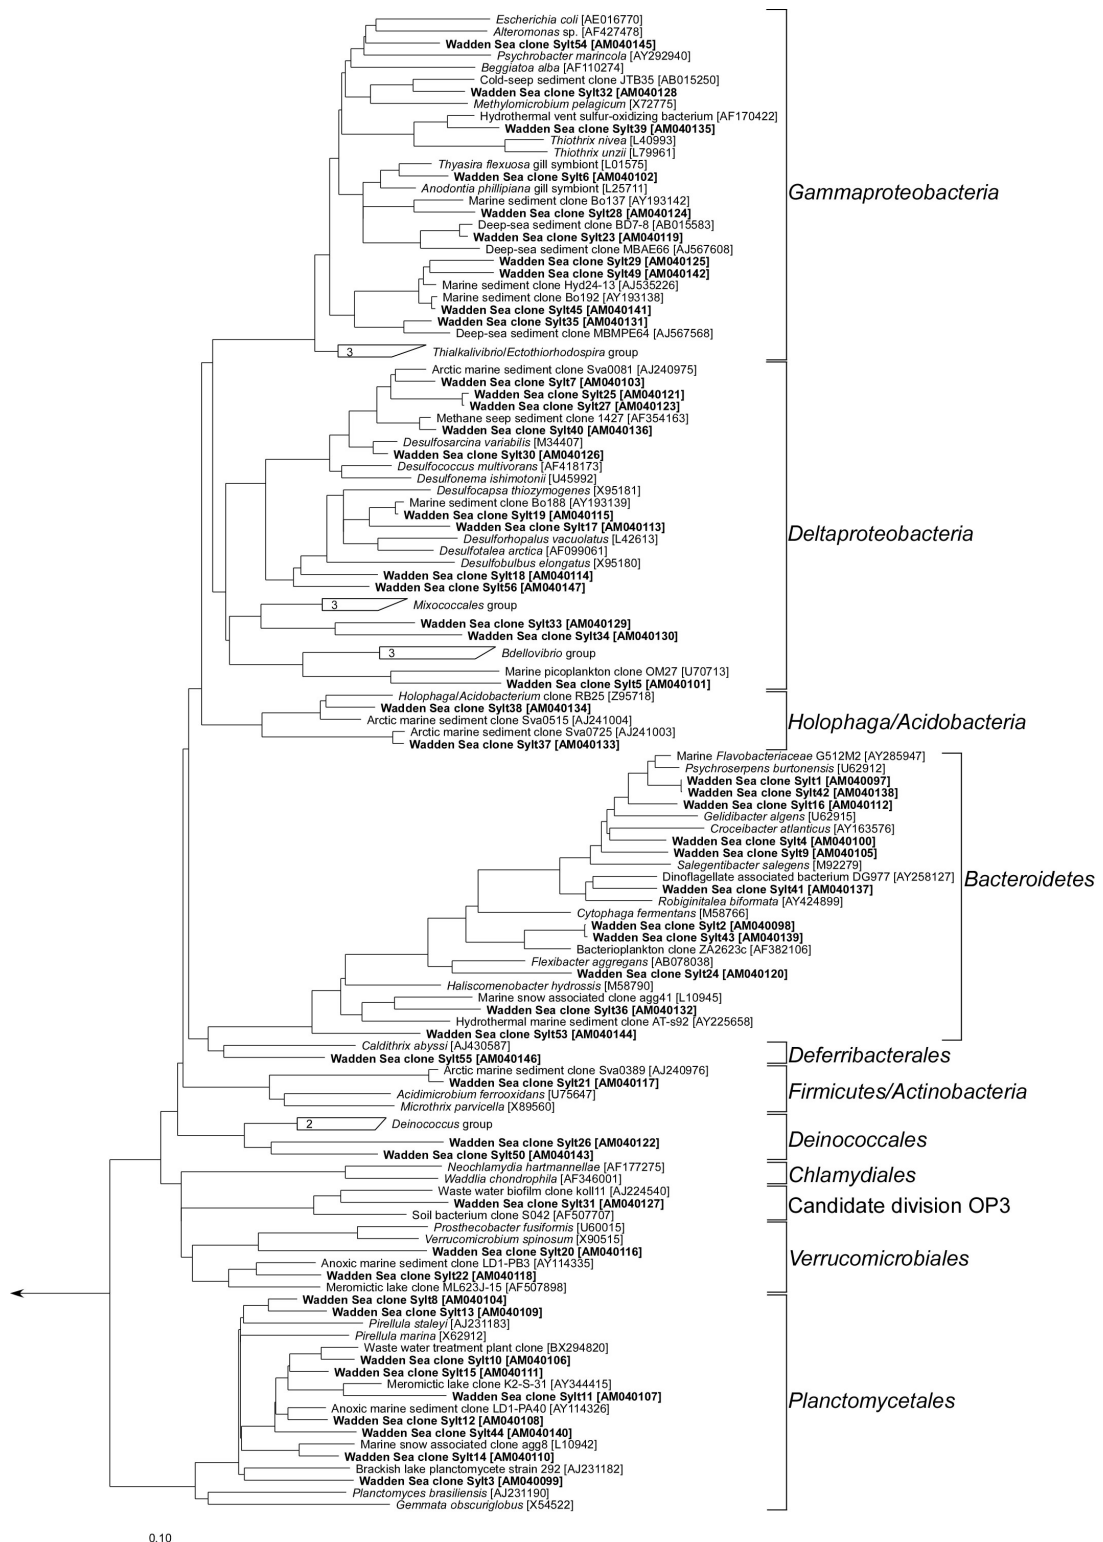 Escherichia coli [AE016770]
Alteromonas sp. [AF427478]
Wadden Sea clone Sylt54 [AM040145]
Psychrobacter marincola [AY292940]
Beggiatoa alba [AF110274]
Cold-seep sediment clone JTB35 [AB015250]
Wadden Sea clone Sylt32 [AM040128
Methylomicrobium pelagicum [X72775]
Hydrothermal vent sulfur-oxidizing bacterium [AF170422]
Wadden Sea clone Sylt39 [AM040135]
Thiothrix nivea [L40993]
Thiothrix unzii [L79961]
Thyasira flexuosa gill symbiont [L01575]
Wadden Sea clone Sylt6 [AM040102]
Anodontia phillipiana gill symbiont [L25711]
Gammaproteobacteria
Marine sediment clone Bo137 [AY193142]
Wadden Sea clone Sylt28 [AM040124]
Deep-sea sediment clone BD7-8 [AB015583]
Wadden Sea clone Sylt23 [AM040119]
Deep-sea sediment clone MBAE66 [AJ567608]
Wadden Sea clone Sylt29 [AM040125]
Wadden Sea clone Sylt49 [AM040142]
Marine sediment clone Hyd24-13 [AJ535226]
Marine sediment clone Bo192 [AY193138]
Wadden Sea clone Sylt45 [AM040141]
Wadden Sea clone Sylt35 [AM040131]
Deep-sea sediment clone MBMPE64 [AJ567568]
3 Thialkalivibrio/Ectothiorhodospira group
Arctic marine sediment clone Sva0081 [AJ240975]
Wadden Sea clone Sylt7 [AM040103]
Wadden Sea clone Sylt25 [AM040121]
Wadden Sea clone Sylt27 [AM040123]
Methane seep sediment clone 1427 [AF354163]
Wadden Sea clone Sylt40 [AM040136]
Desulfosarcina variabilis [M34407]
Wadden Sea clone Sylt30 [AM040126]
Desulfococcus multivorans [AF418173]
Desulfonema ishimotonii [U45992]
Desulfocapsa thiozymogenes [X95181]
Marine sediment clone Bo188 [AY193139]
Wadden Sea clone Sylt19 [AM040115]
Wadden Sea clone Sylt17 [AM040113]
Deltaproteobacteria
Desulforhopalus vacuolatus [L42613]
Desulfotalea arctica [AF099061]
Desulfobulbus elongatus [X95180]
Wadden Sea clone Sylt18 [AM040114]
Wadden Sea clone Sylt56 [AM040147]
3 Mixococcales group
Wadden Sea clone Sylt33 [AM040129]
Wadden Sea clone Sylt34 [AM040130]
3 Bdellovibrio group
Marine picoplankton clone OM27 [U70713]
Wadden Sea clone Sylt5 [AM040101]
Holophaga/Acidobacterium clone RB25 [Z95718]
Wadden Sea clone Sylt38 [AM040134]
Arctic marine sediment clone Sva0515 [AJ241004]
Holophaga/Acidobacteria
Arctic marine sediment clone Sva0725 [AJ241003]
Wadden Sea clone Sylt37 [AM040133]
Marine Flavobacteriaceae G512M2 [AY285947]
Psychroserpens burtonensis [U62912]
Wadden Sea clone Sylt1 [AM040097]
Wadden Sea clone Sylt42 [AM040138]
Wadden Sea clone Sylt16 [AM040112]
Gelidibacter algens [U62915]
Croceibacter atlanticus [AY163576]
Wadden Sea clone Sylt4 [AM040100]
Wadden Sea clone Sylt9 [AM040105]
Salegentibacter salegens [M92279]
Dinoflagellate associated bacterium DG977 [AY258127]
Bacteroidetes
Wadden Sea clone Sylt41 [AM040137]
Robiginitalea biformata [AY424899]
Cytophaga fermentans [M58766]
Wadden Sea clone Sylt2 [AM040098]
Wadden Sea clone Sylt43 [AM040139]
Bacterioplankton clone ZA2623c [AF382106]
Flexibacter aggregans [AB078038]
Wadden Sea clone Sylt24 [AM040120]
Haliscomenobacter hydrossis [M58790]
Marine snow associated clone agg41 [L10945]
Wadden Sea clone Sylt36 [AM040132]
Hydrothermal marine sediment clone AT-s92 [AY225658]
Wadden Sea clone Sylt53 [AM040144]
Caldithrix abyssi [AJ430587]
Deferribacterales
Wadden Sea clone Sylt55 [AM040146]
Arctic marine sediment clone Sva0389 [AJ240976]
Wadden Sea clone Sylt21 [AM040117]
Firmicutes/Actinobacteria
Acidimicrobium ferrooxidans [U75647]
Microthrix parvicella [X89560]
2 Deinococcus group
Deinococcales
Wadden Sea clone Sylt26 [AM040122]
Wadden Sea clone Sylt50 [AM040143]
Neochlamydia hartmannellae [AF177275]
Chlamydiales
Waddlia chondrophila [AF346001]
Waste water biofilm clone koll11 [AJ224540]
Wadden Sea clone Sylt31 [AM040127]
Candidate division OP3
Soil bacterium clone S042 [AF507707]
Prosthecobacter fusiformis [U60015]
Verrucomicrobium spinosum [X90515]
Wadden Sea clone Sylt20 [AM040116]
Verrucomicrobiales
Anoxic marine sediment clone LD1-PB3 [AY114335]
Wadden Sea clone Sylt22 [AM040118]
Meromictic lake clone ML623J-15 [AF507898]
Wadden Sea clone Sylt8 [AM040104]
Wadden Sea clone Sylt13 [AM040109]
Pirellula staleyi [AJ231183]
Pirellula marina [X62912]
Waste water treatment plant clone [BX294820]
Wadden Sea clone Sylt10 [AM040106]
Wadden Sea clone Sylt15 [AM040111]
Meromictic lake clone K2-S-31 [AY344415]
Wadden Sea clone Sylt11 [AM040107]
Planctomycetales
Anoxic marine sediment clone LD1-PA40 [AY114326]
Wadden Sea clone Sylt12 [AM040108]
Wadden Sea clone Sylt44 [AM040140]
Marine snow associated clone agg8 [L10942]
Wadden Sea clone Sylt14 [AM040110]
Brackish lake planctomycete strain 292 [AJ231182]
Wadden Sea clone Sylt3 [AM040099]
Planctomyces brasiliensis [AJ231190]
Gemmata obscuriglobus [X54522]
0.10